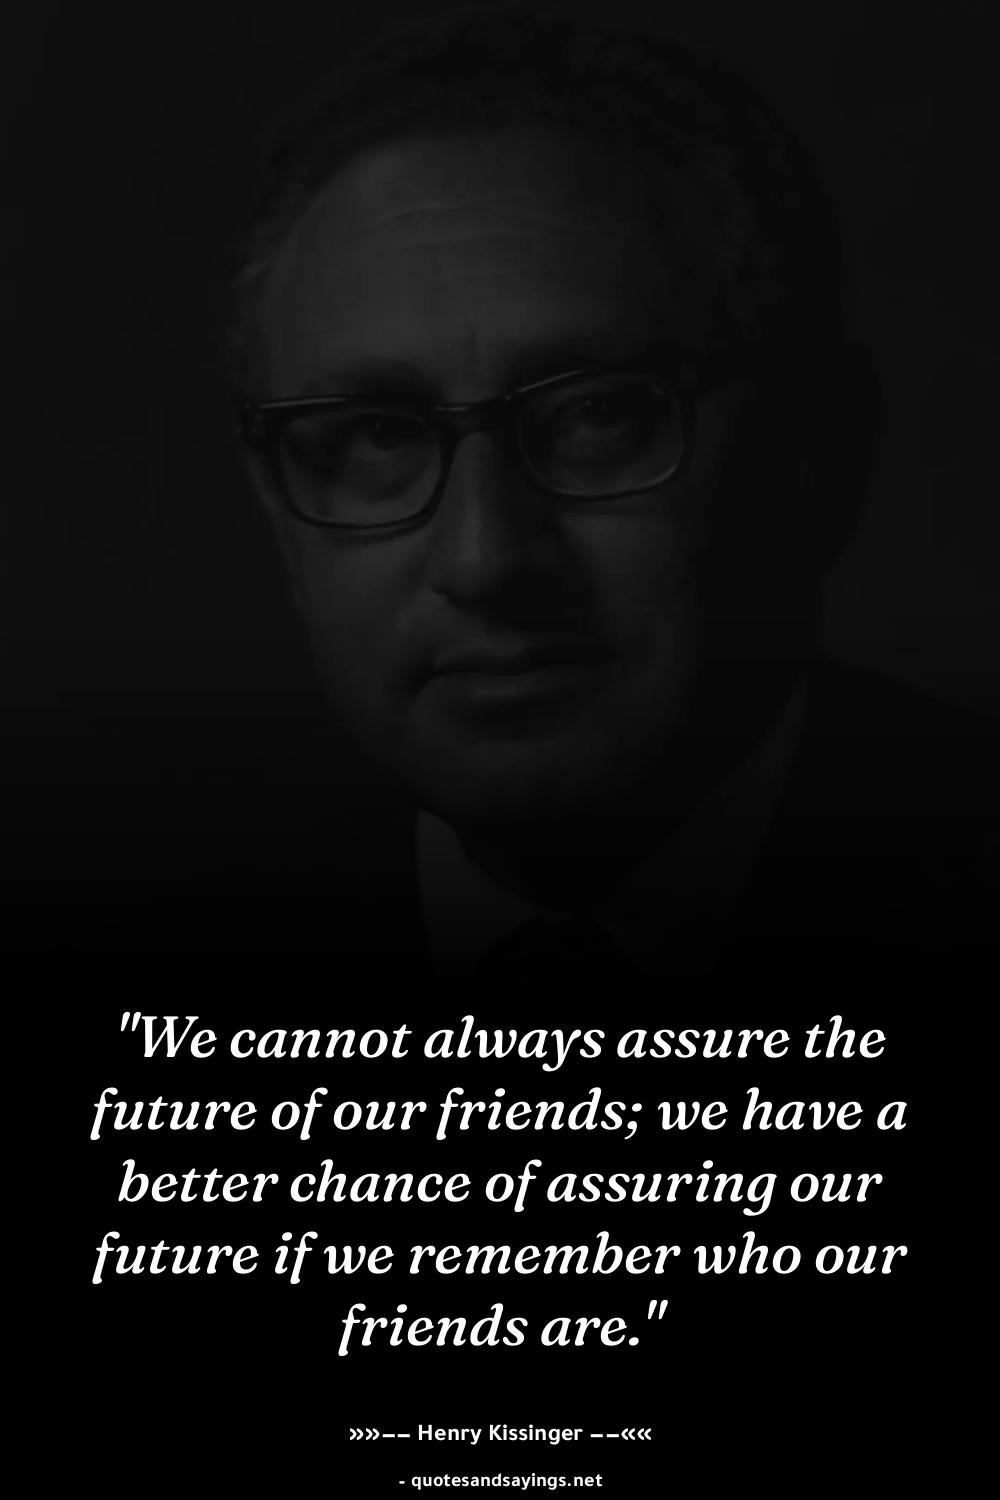 "We cannot always assure the
future of our friends; we have a
better chance of assuring our
future if we remember who our
friends are."
»»-- Henry Kissinger --««
- quotesandsayings.net